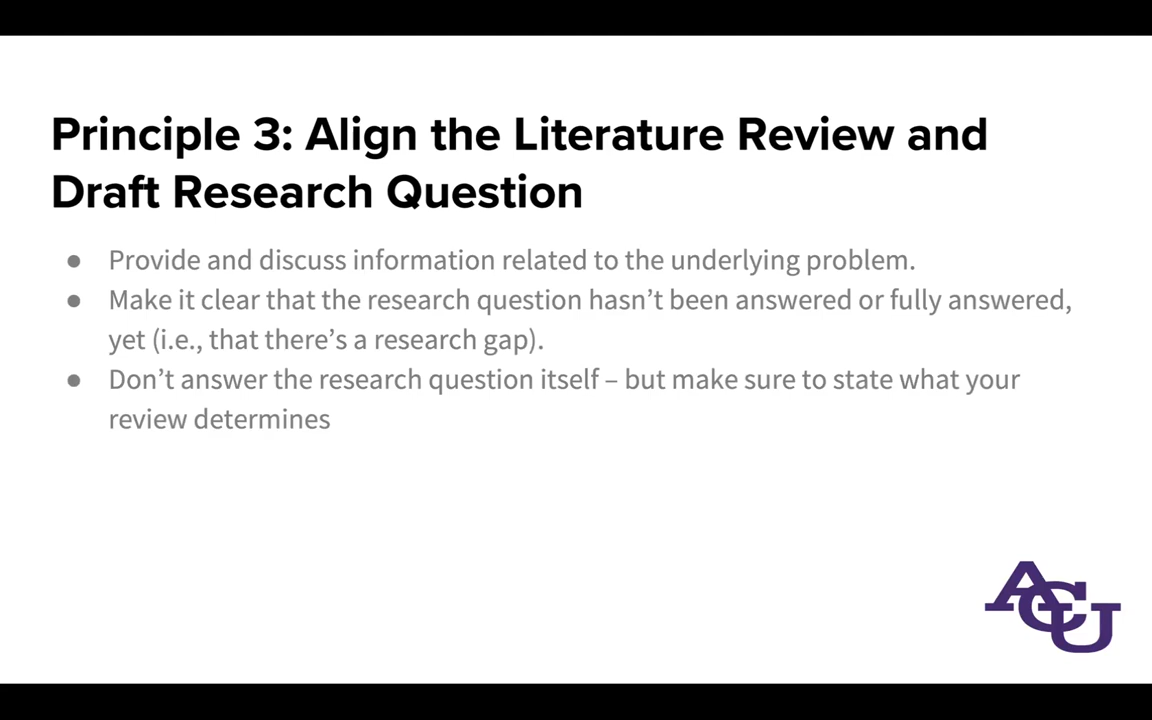 Principle 3: Align the Literature Review and
Draft Research Question
● Provide and discuss information related to the underlying problem.
● Make it clear that the research question hasn’t been answered or fully answered,
yet (i.e., that there’s a research gap).
● Don’t answer the research question itself – but make sure to state what your
review determines
ACU